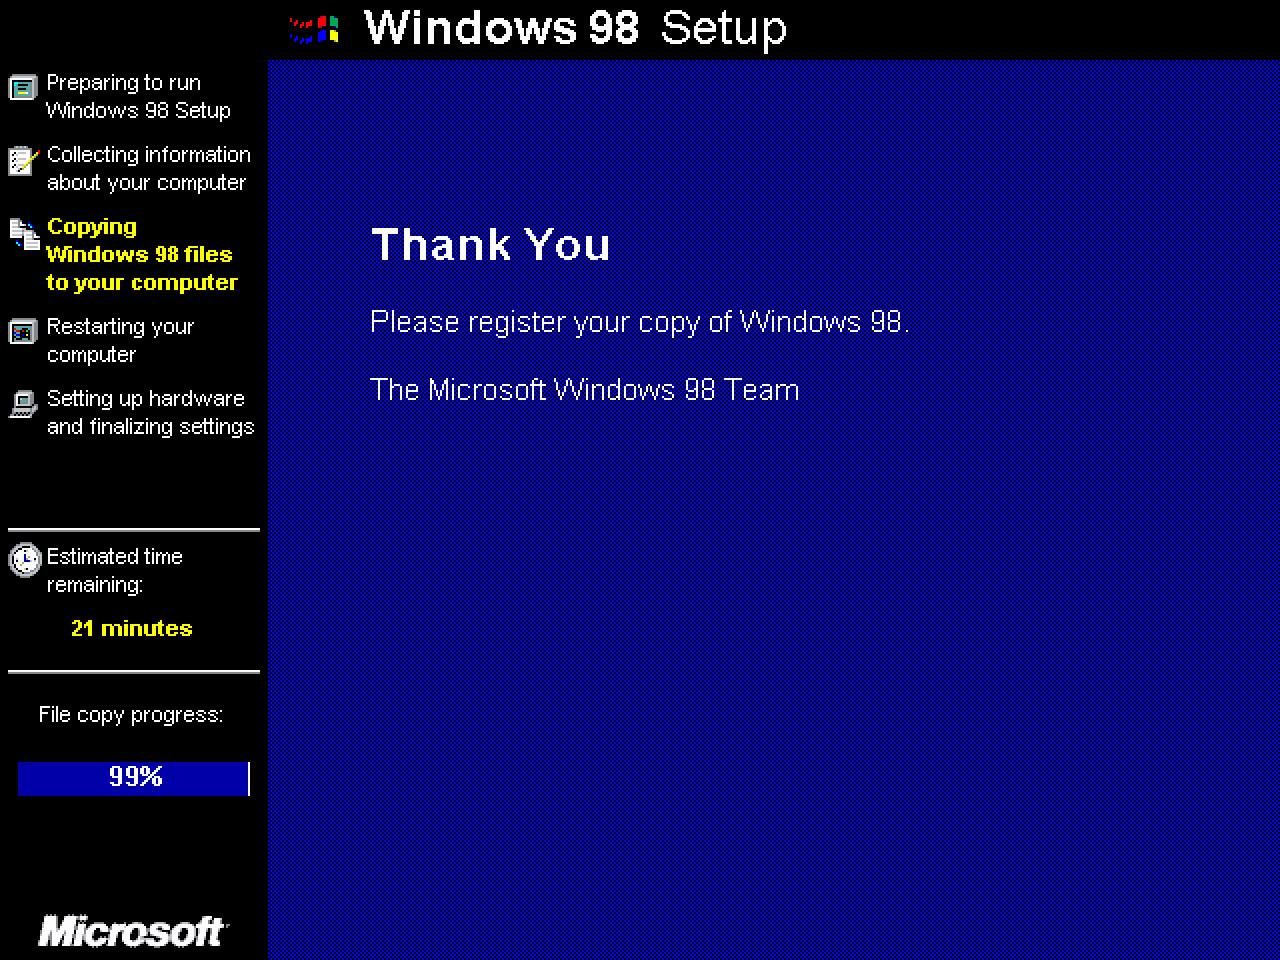 Windows 98 Setup
Preparing to run
Windows 98 Setup
Collecting information
about your computer
Copying
Windows 98 files
to your computer
Restarting your
computer
Setting up hardware
and finalizing settings
Estimated time
remaining:
21 minutes
File copy progress:
99%
Microsoft
Thank You
Please register your copy of Windows 98.
The Microsoft Windows 98 Team